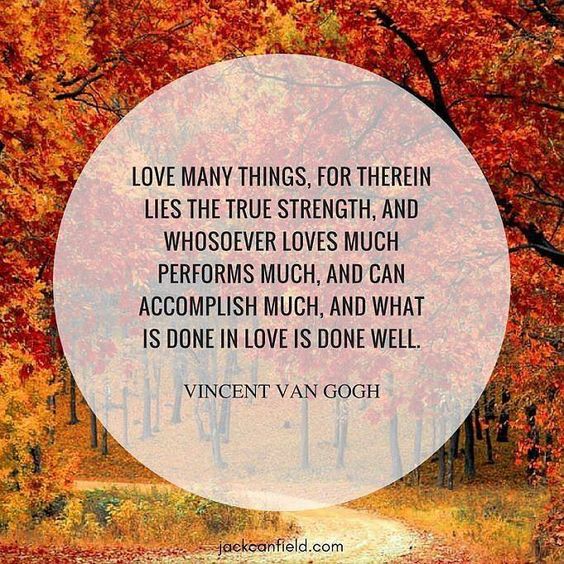 LOVE MANY THINGS, FOR THEREIN
LIES THE TRUE STRENGTH, AND
WHOSOEVER LOVES MUCH
PERFORMS MUCH, AND CAN
ACCOMPLISH MUCH, AND WHAT
IS DONE IN LOVE IS DONE WELL.
VINCENT VAN GOGH
jackcanfield.com